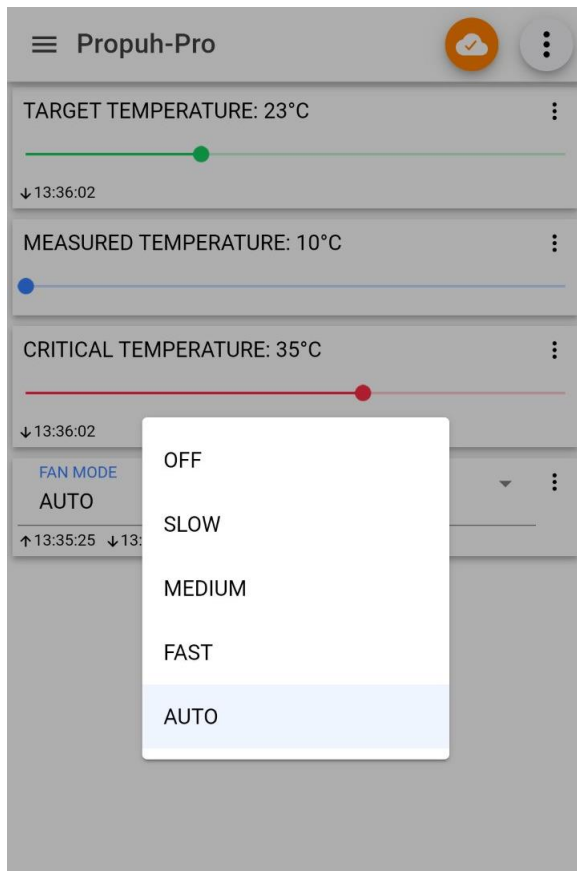 Propuh-Pro
TARGET TEMPERATURE: 23°C
↓13:36:02
MEASURED TEMPERATURE: 10°C
CRITICAL TEMPERATURE: 35°C
↓13:36:02
FAN MODE
AUTO
↑13:35:25 ↓13:
OFF
SLOW
MEDIUM
FAST
AUTO